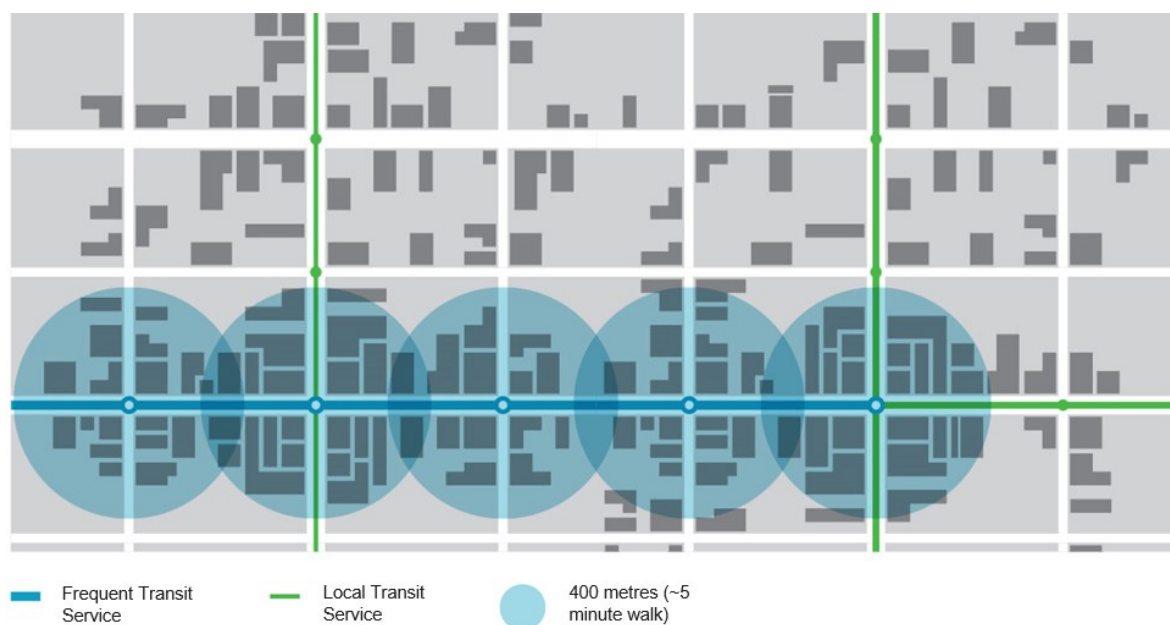 Frequent Transit
Service
Local Transit
Service
400 metres (~5
minute walk)